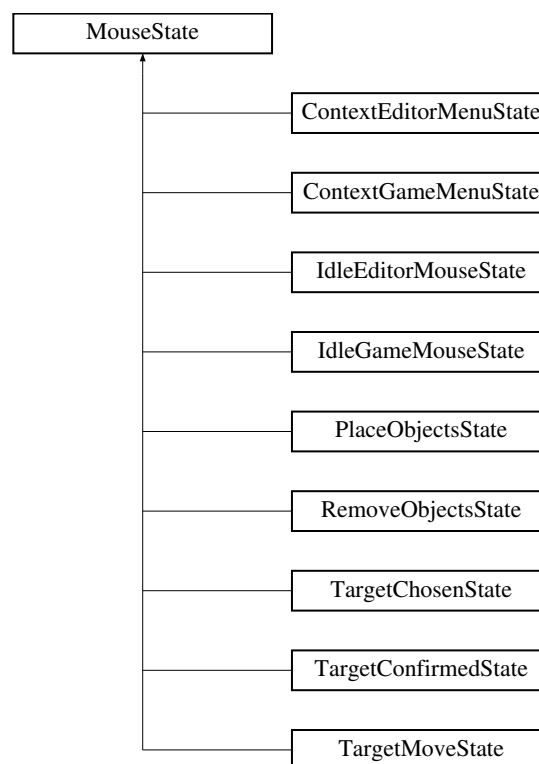 MouseState
ContextEditorMenuState
ContextGameMenuState
IdleEditorMouseState
IdleGameMouseState
PlaceObjectsState
RemoveObjectsState
TargetChosenState
TargetConfirmedState
TargetMoveState